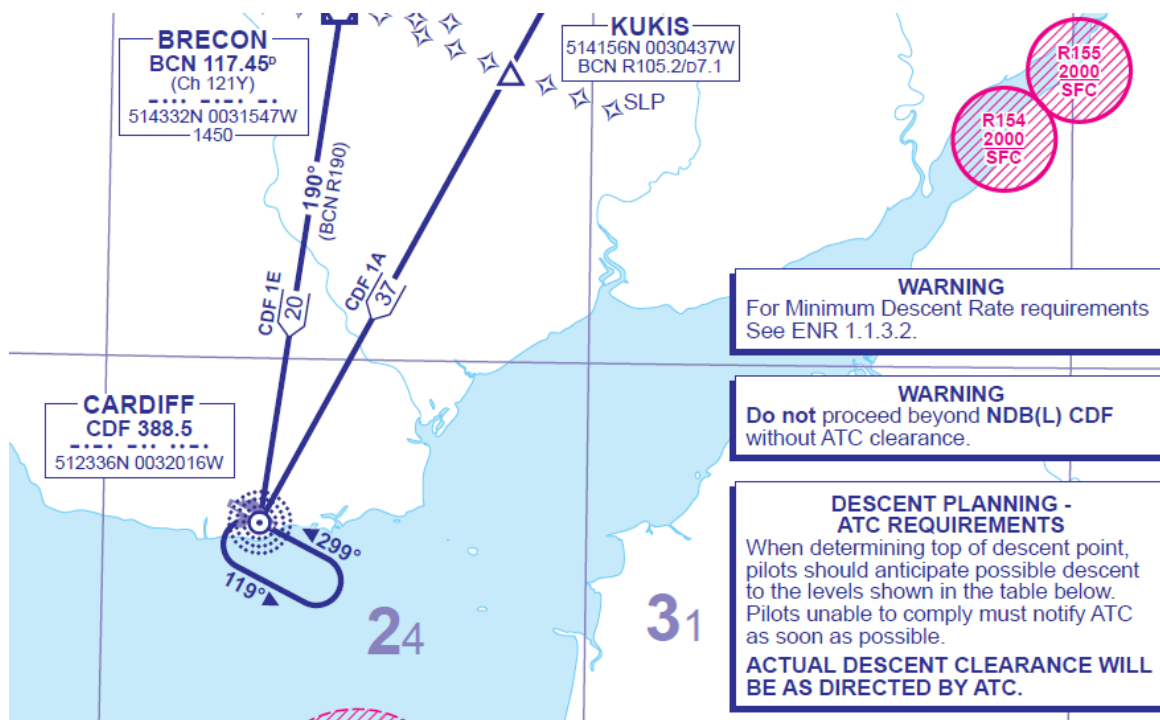 BRECON
BCN 117.45ᴰ
(Ch 121Y)
514332N 0031547W
1450
KUKIS
514156N 0030437W
BCN R105.2/D7.1
SLP
R155
2000
SFC
R154
2000
SFC
190°
(BCN R190)
CDF 1E
20
CDF 1A
37
WARNING
For Minimum Descent Rate requirements
See ENR 1.1.3.2.
WARNING
Do not proceed beyond NDB(L) CDF
without ATC clearance.
CARDIFF
CDF 388.5
512336N 0032016W
299°
119°
24
31
DESCENT PLANNING -
ATC REQUIREMENTS
When determining top of descent point,
pilots should anticipate possible descent
to the levels shown in the table below.
Pilots unable to comply must notify ATC
as soon as possible.
ACTUAL DESCENT CLEARANCE WILL
BE AS DIRECTED BY ATC.